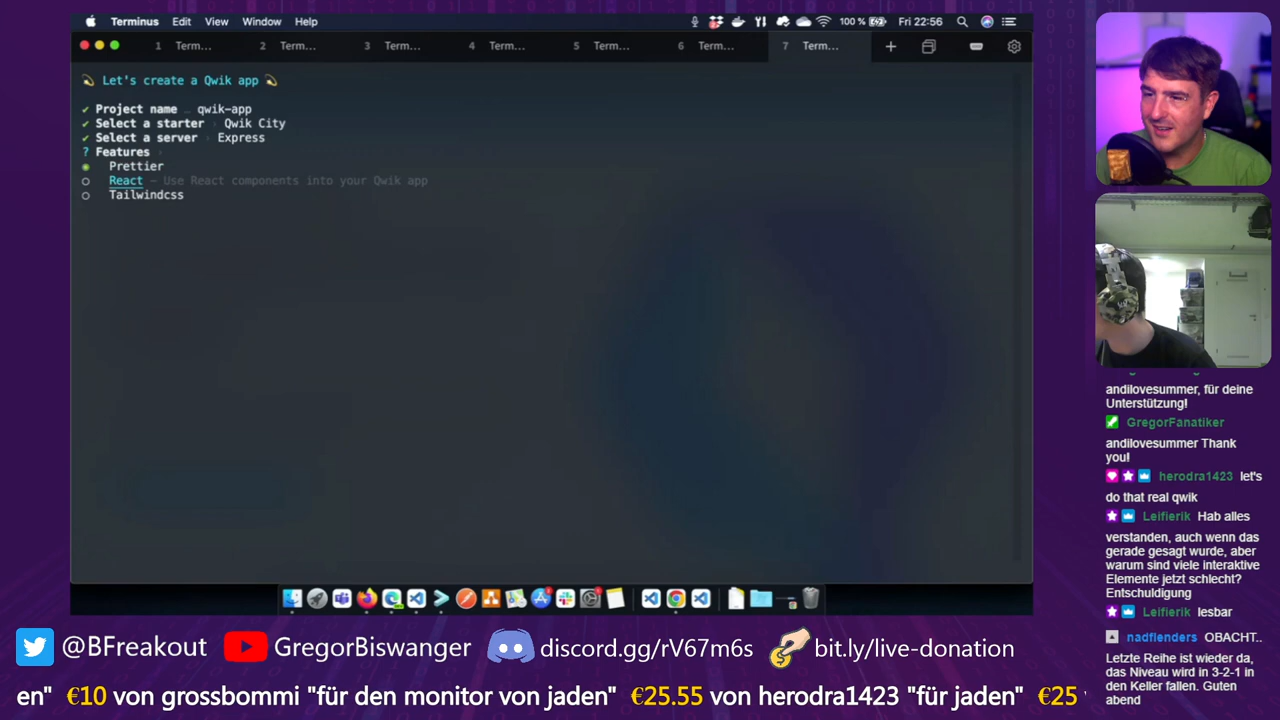 Terminus Edit View Window Help 100 % Fri 22:56
1 Term... 2 Term... 3 Term... 4 Term... 5 Term... 6 Term... 7 Term...
Let's create a Qwik app
✔ Project name … qwik-app
✔ Select a starter › Qwik City
✔ Select a server › Express
? Features ›
Prettier
React - Use React components into your Qwik app
Tailwindcss
andilovesummer, für deine
Unterstützung!
GregorFanatiker
andilovesummer Thank
you!
herodra1423 let's
do that real qwik
Leifierik Hab alles
verstanden, auch wenn das
gerade gesagt wurde, aber
warum sind viele interaktive
Elemente jetzt schlecht?
Entschuldigung
Leifierik lesbar
nadflenders OBACHT..
Letzte Reihe ist wieder da,
das Niveau wird in 3-2-1 in
den Keller fallen. Guten
abend
@BFreakout GregorBiswanger discord.gg/rV67m6s bit.ly/live-donation
en" €10 von grossbommi "für den monitor von jaden" €25.55 von herodra1423 "für jaden" €25